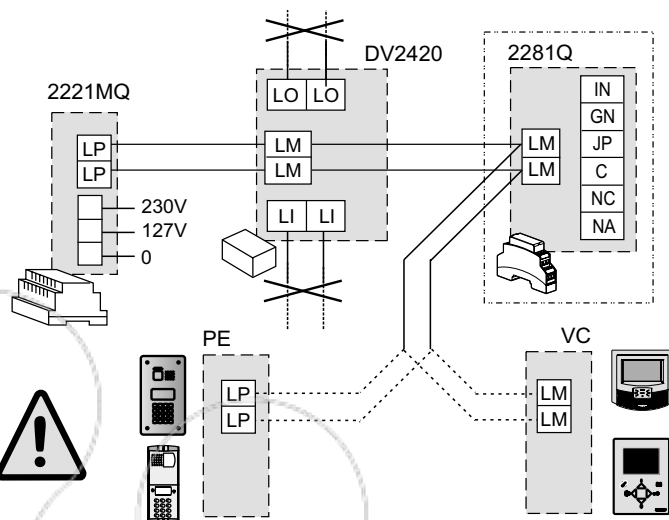 DV2420
2281Q
2221MQ
LO LO
IN
GN
JP
C
NC
NA
LP
LP
LM
LM
LM
LM
230V
127V
0
LI LI
PE
VC
LP
LP
LM
LM